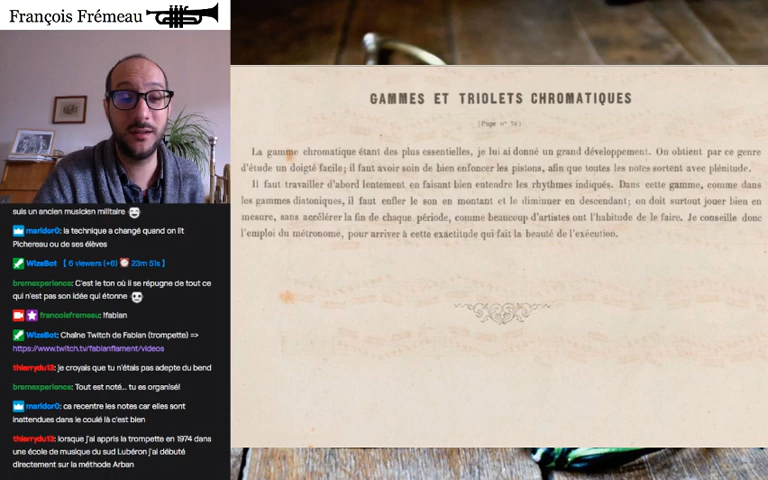 François Frémeau
suis un ancien musicien militaire
marldor0: la technique a changé quand on lit
Pichereau ou de ses élèves
WizeBot: [ 6 viewers (+6) 23m 51s ]
bremexperience: C'est le ton où il se répugne de tout ce
qui n'est pas son idée qui étonne
francoisfremeau: !fabian
WizeBot: Chaîne Twitch de Fabian (trompette) =>
https://www.twitch.tv/fabianflament/videos
thierrydu13: je croyais que tu n'étais pas adepte du bend
bremexperience: Tout est noté... tu es organisé!
marldor0: ca recentre les notes car elles sont
inattendues dans le coulé là c'est bien
thierrydu13: lorsque j'ai appris la trompette en 1974 dans
une école de musique du sud Lubéron j'ai débuté
directement sur la méthode Arban
GAMMES ET TRIOLETS CHROMATIQUES
(Page n° 76)
La gamme chromatique étant des plus essentielles, je lui ai donné un grand développement. On obtient par ce genre
d'étude un doigté facile; il faut avoir soin de bien enfoncer les pistons, afin que toutes les notes sortent avec plénitude.
Il faut travailler d'abord lentement en faisant bien entendre les rhythmes indiqués. Dans cette gamme, comme dans
les gammes diatoniques, il faut enfler le son en montant et le diminuer en descendant; on doit surtout jouer bien en
mesure, sans accélérer la fin de chaque période, comme beaucoup d'artistes ont l'habitude de le faire. Je conseille donc
l'emploi du métronome, pour arriver à cette exactitude qui fait la beauté de l'exécution.